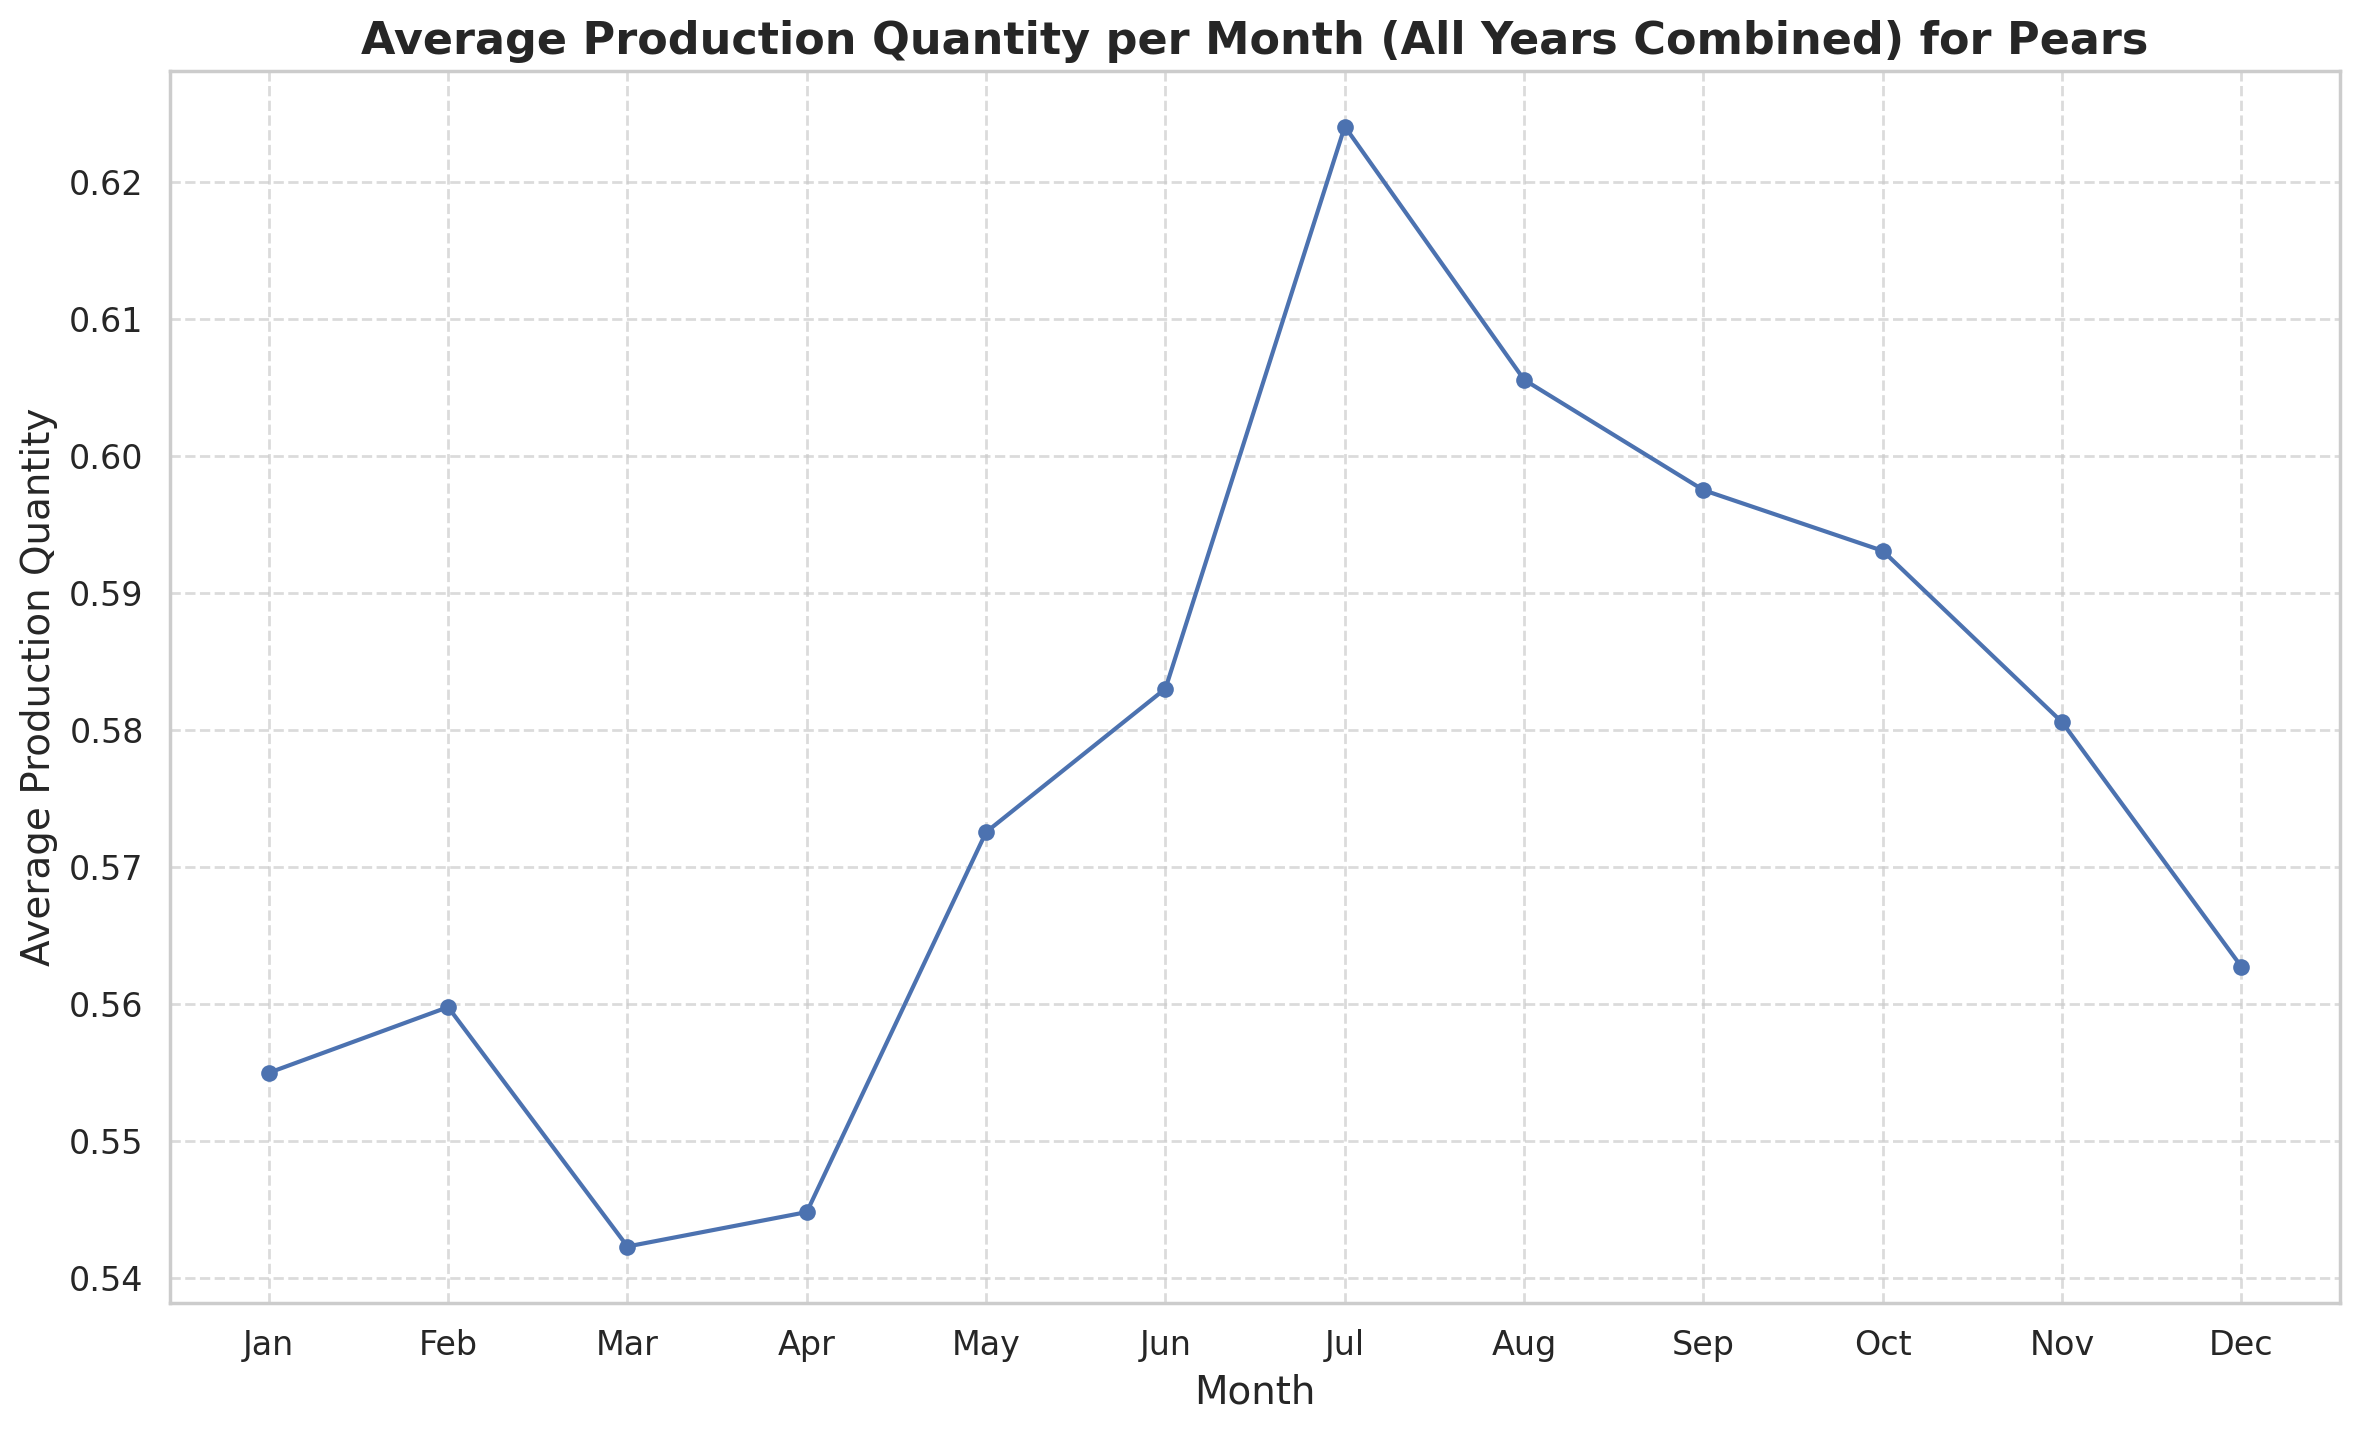 Average Production Quantity per Month (All Years Combined) for Pears
Average Production Quantity
0.62
0.61
0.60
0.59
0.58
0.57
0.56
0.55
0.54
Jan Feb Mar Apr May Jun Jul Aug Sep Oct Nov Dec
Month